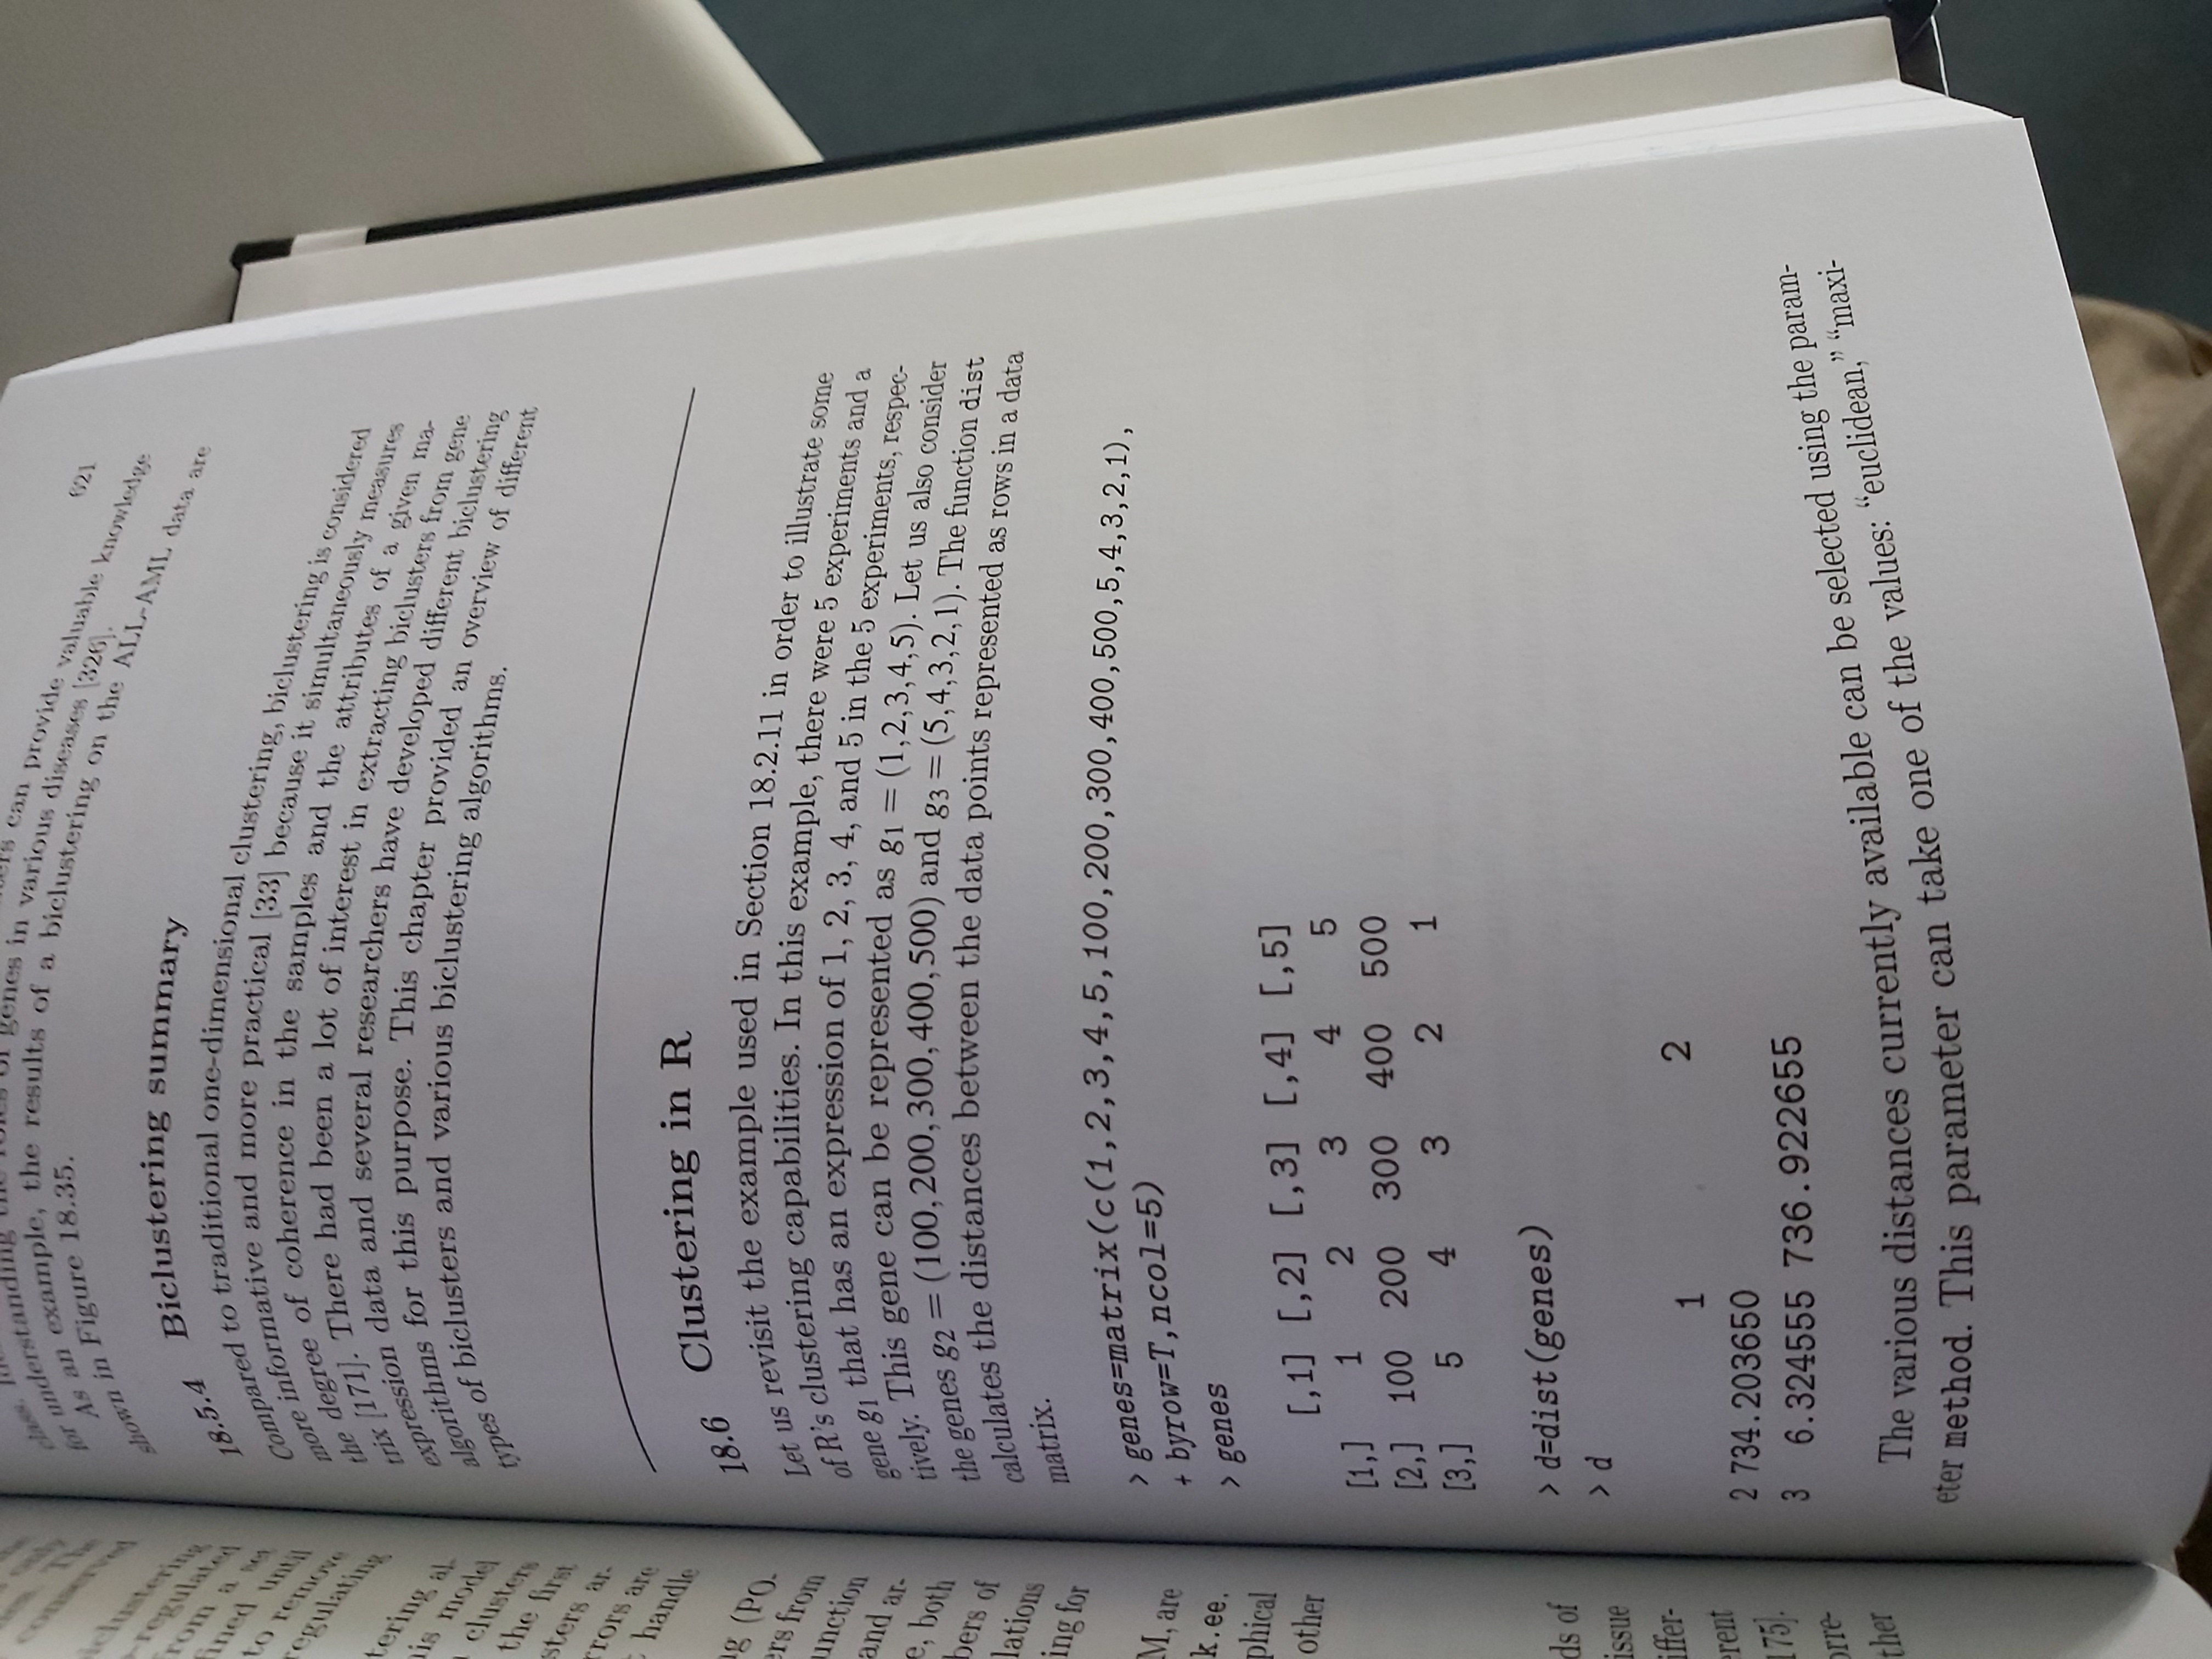 621
class.
for understanding the roles of genes in various diseases [326].
can provide valuable knowledge
As an example, the results of a biclustering on the ALL-AML data are
shown in Figure 18.35.
18.5.4 Biclustering summary
Compared to traditional one-dimensional clustering, biclustering is considered
more informative and more practical [33] because it simultaneously measures
the degree of coherence in the samples and the attributes of a given ma-
trix [171]. There had been a lot of interest in extracting biclusters from gene
expression data and several researchers have developed different biclustering
algorithms for this purpose. This chapter provided an overview of different
types of biclusters and various biclustering algorithms.
18.6 Clustering in R
Let us revisit the example used in Section 18.2.11 in order to illustrate some
of R's clustering capabilities. In this example, there were 5 experiments and a
gene g1 that has an expression of 1, 2, 3, 4, and 5 in the 5 experiments, respec-
tively. This gene can be represented as g1 = (1,2,3,4,5). Let us also consider
the genes g2 = (100,200,300,400,500) and g3 = (5,4,3,2,1). The function dist
calculates the distances between the data points represented as rows in a data
matrix.
> genes=matrix(c(1,2,3,4,5,100,200,300,400,500,5,4,3,2,1),
+ byrow=T,ncol=5)
> genes
[,1] [,2] [,3] [,4] [,5]
[1,] 1 2 3 4 5
[2,] 100 200 300 400 500
[3,] 5 4 3 2 1
> d=dist(genes)
> d
1 2
2 734.203650
3 6.324555 736.922655
The various distances currently available can be selected using the param-
eter method. This parameter can take one of the values: “euclidean,” “maxi-